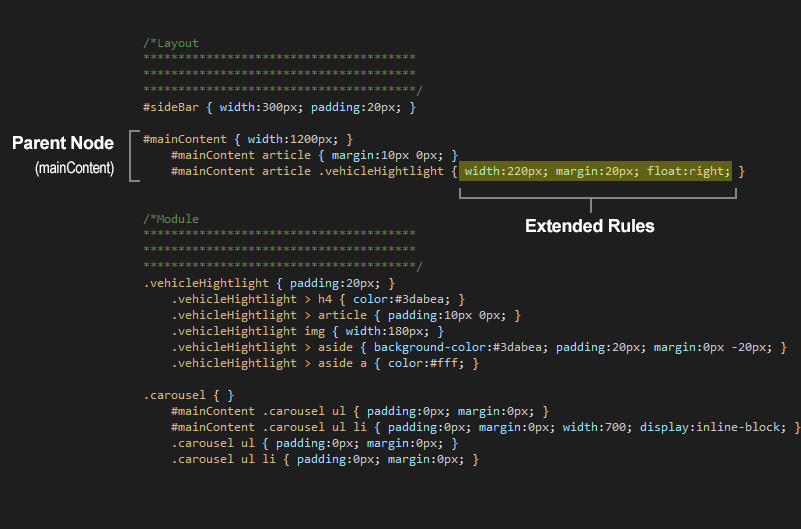 /*Layout
***************************************
***************************************
***************************************/
#sideBar { width:300px; padding:20px; }
Parent Node
(mainContent)
#mainContent { width:1200px; }
#mainContent article { margin:10px 0px; }
#mainContent article .vehicleHightlight { width:220px; margin:20px; float:right; }
Extended Rules
/*Module
***************************************
***************************************
***************************************/
.vehicleHightlight { padding:20px; }
.vehicleHightlight > h4 { color:#3dabea; }
.vehicleHightlight > article { padding:10px 0px; }
.vehicleHightlight img { width:180px; }
.vehicleHightlight > aside { background-color:#3dabea; padding:20px; margin:0px -20px; }
.vehicleHightlight > aside a { color:#fff; }
.carousel { }
#mainContent .carousel ul { padding:0px; margin:0px; }
#mainContent .carousel ul li { padding:0px; margin:0px; width:700; display:inline-block; }
.carousel ul { padding:0px; margin:0px; }
.carousel ul li { padding:0px; margin:0px; }